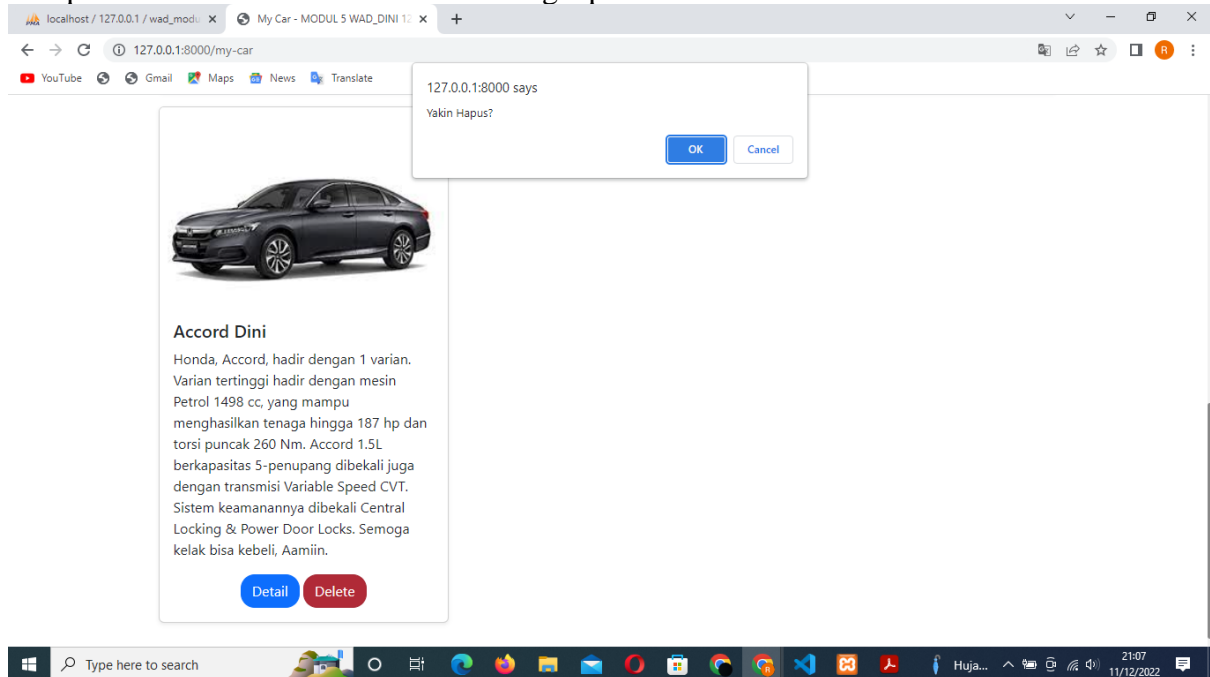 localhost / 127.0.0.1 / wad_modu
My Car - MODUL 5 WAD_DINI 12
127.0.0.1:8000/my-car
R
YouTube
Gmail
Maps
News
Translate
127.0.0.1:8000 says
Yakin Hapus?
OK
Cancel
Accord Dini
Honda, Accord, hadir dengan 1 varian.
Varian tertinggi hadir dengan mesin
Petrol 1498 cc, yang mampu
menghasilkan tenaga hingga 187 hp dan
torsi puncak 260 Nm. Accord 1.5L
berkapasitas 5-penupang dibekali juga
dengan transmisi Variable Speed CVT.
Sistem keamanannya dibekali Central
Locking & Power Door Locks. Semoga
kelak bisa kebeli, Aamiin.
Detail
Delete
Type here to search
Huja...
21:07
11/12/2022